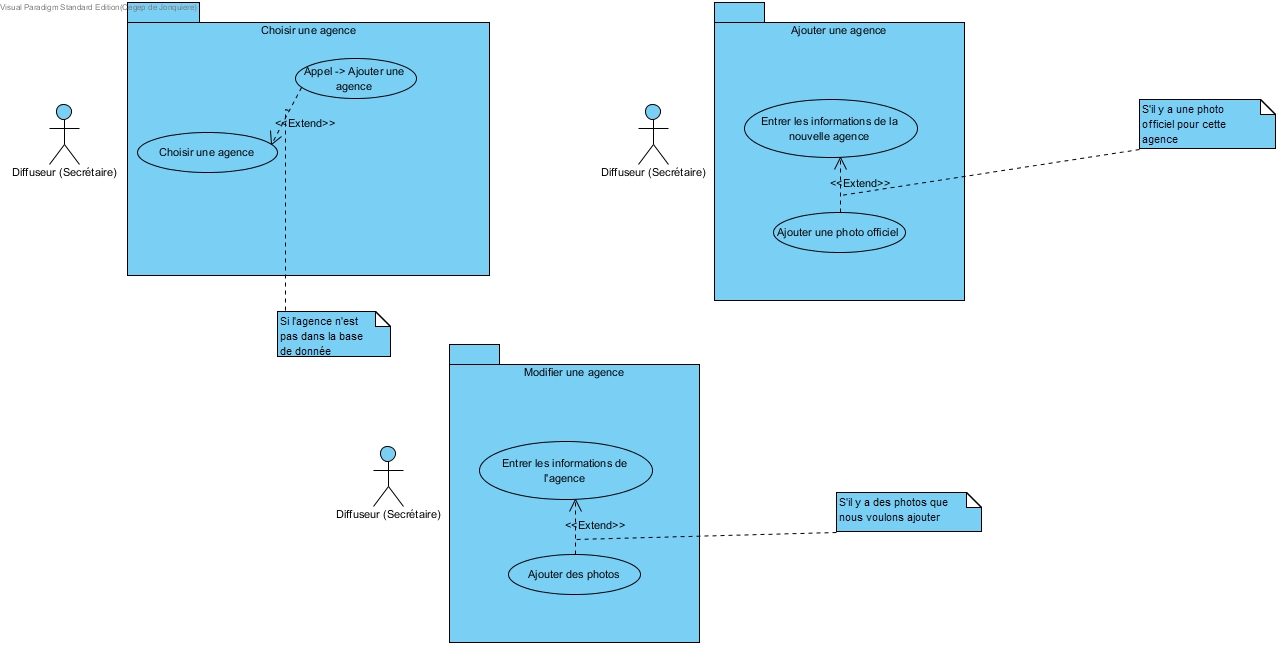 Visual Paradigm Standard Edition(Cegep de Jonquiere)
Choisir une agence
Appel -> Ajouter une
agence
<<Extend>>
Choisir une agence
Diffuseur (Secrétaire)
Si l'agence n'est
pas dans la base
de donnée
Ajouter une agence
Entrer les informations de la
nouvelle agence
<<Extend>>
Ajouter une photo officiel
Diffuseur (Secrétaire)
S'il y a une photo
officiel pour cette
agence
Modifier une agence
Entrer les informations de
l'agence
<<Extend>>
Ajouter des photos
Diffuseur (Secrétaire)
S'il y a des photos que
nous voulons ajouter